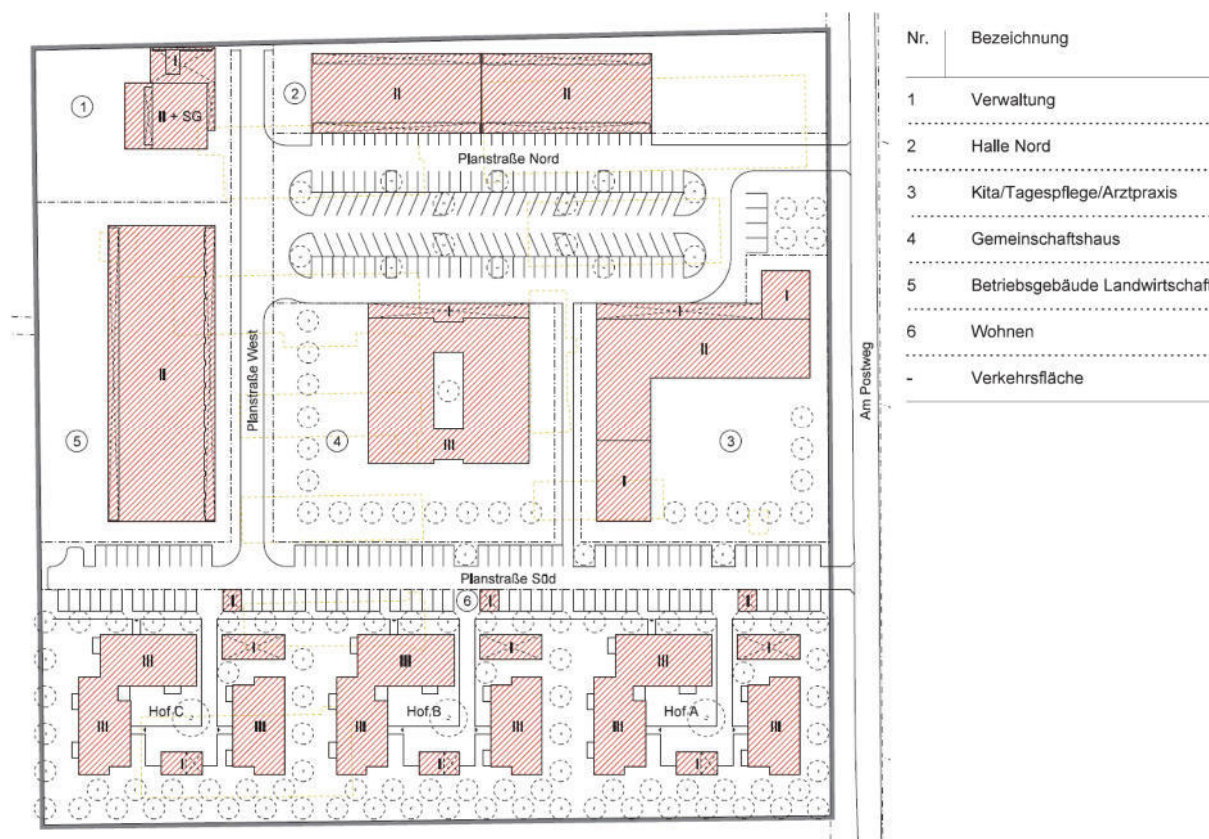 Nr. Bezeichnung
1 Verwaltung
2 Halle Nord
3 Kita/Tagespflege/Arztpraxis
4 Gemeinschaftshaus
5 Betriebsgebäude Landwirtschaft
6 Wohnen
- Verkehrsfläche
1
I
II + SG
2
II
II
Planstraße Nord
Planstraße West
Am Postweg
5
II
4
I
III
3
I
I
II
I
Planstraße Süd
6
I
I
I
III
I
III
I
III
I
III
Hof C
III
III
Hof B
III
III
Hof A
III
I
I
I